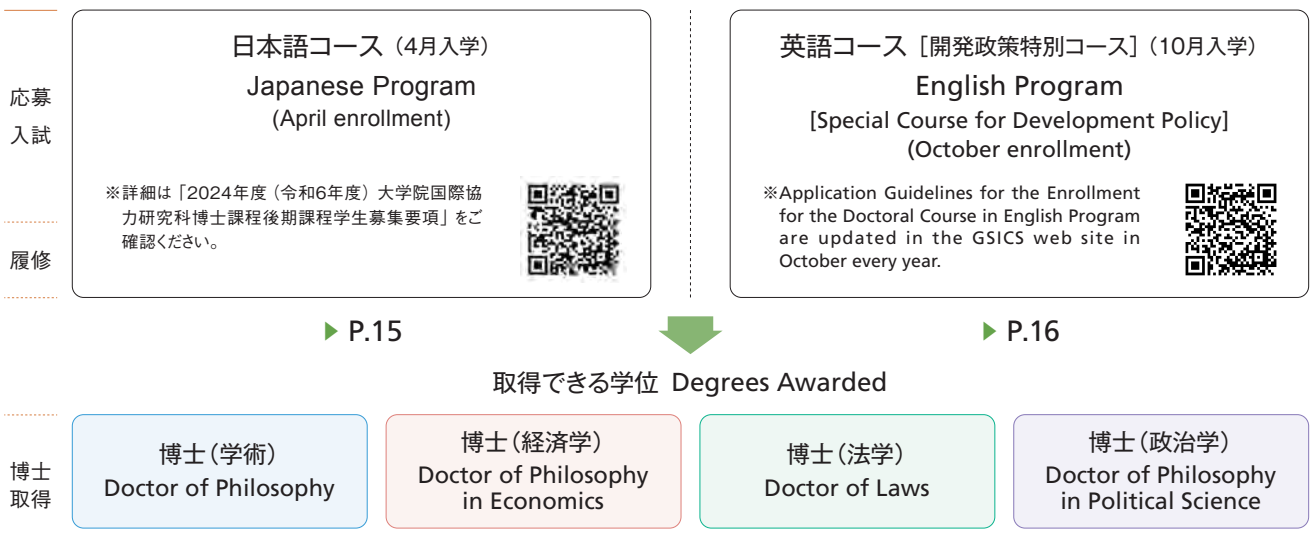 応募
入試
履修
日本語コース（4月入学）
Japanese Program
(April enrollment)
※詳細は「2024年度（令和6年度）大学院国際協
力研究科博士課程後期課程学生募集要項」をご
確認ください。
英語コース［開発政策特別コース］（10月入学）
English Program
[Special Course for Development Policy]
(October enrollment)
※Application Guidelines for the Enrollment
for the Doctoral Course in English Program
are updated in the GSICS web site in
October every year.
P.15
P.16
取得できる学位 Degrees Awarded
博士
取得
博士（学術）
Doctor of Philosophy
博士（経済学）
Doctor of Philosophy
in Economics
博士（法学）
Doctor of Laws
博士（政治学）
Doctor of Philosophy
in Political Science